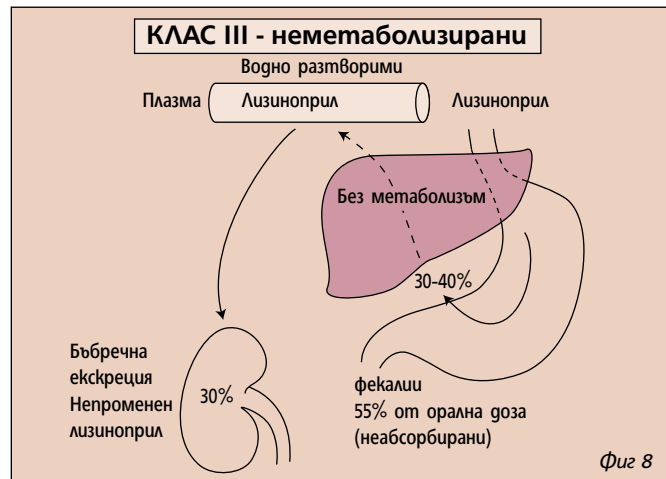 КЛАС III - неметаболизирани
Водно разтворими
Плазма Лизиноприл Лизиноприл
Без метаболизъм
30-40%
Бъбречна
екскреция
Непроменен
лизиноприл
30%
фекалии
55% от орална доза
(неабсорбирани)
Фиг 8